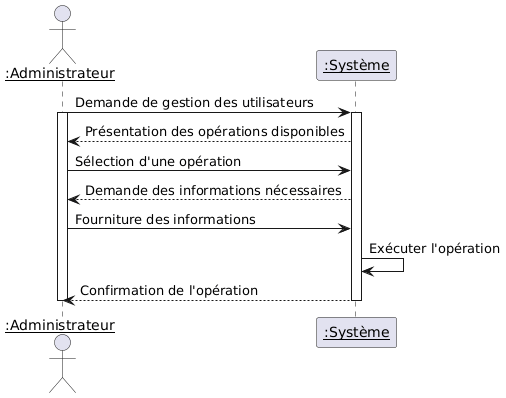 :Administrateur
:Système
Demande de gestion des utilisateurs
Présentation des opérations disponibles
Sélection d'une opération
Demande des informations nécessaires
Fourniture des informations
Exécuter l'opération
Confirmation de l'opération
:Administrateur
:Système